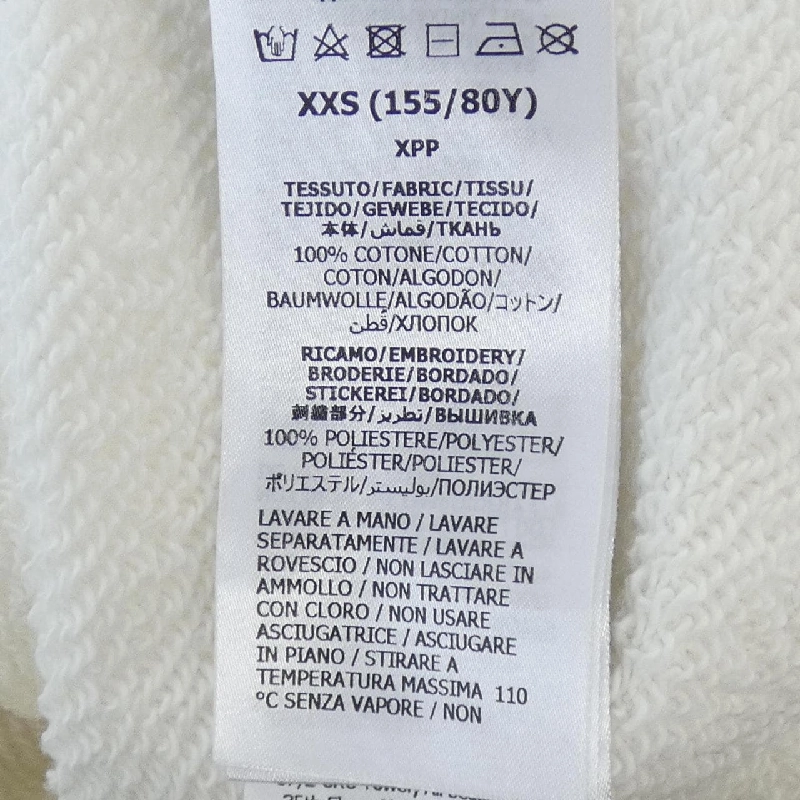 XXS (155/80Y)
XPP
TESSUTO/FABRIC/TISSU/
TEJIDO/GEWEBE/TECIDO/
本体/قماش/ТКАНЬ
100% COTONE/COTTON/
COTON/ALGODON/
BAUMWOLLE/ALGODÃO/コットン/
قطن/ХЛОПОК
RICAMO/EMBROIDERY/
BRODERIE/BORDADO/
STICKEREI/BORDADO/
刺繍部分/تطريز/ВЫШИВКА
100% POLIESTERE/POLYESTER/
POLIÉSTER/POLIESTER/
ポリエステル/بوليستر/ПОЛИЭСТЕР
LAVARE A MANO / LAVARE
SEPARATAMENTE / LAVARE A
ROVESCIO / NON LASCIARE IN
AMMOLLO / NON TRATTARE
CON CLORO / NON USARE
ASCIUGATRICE / ASCIUGARE
IN PIANO / STIRARE A
TEMPERATURA MASSIMA 110
°C SENZA VAPORE / NON